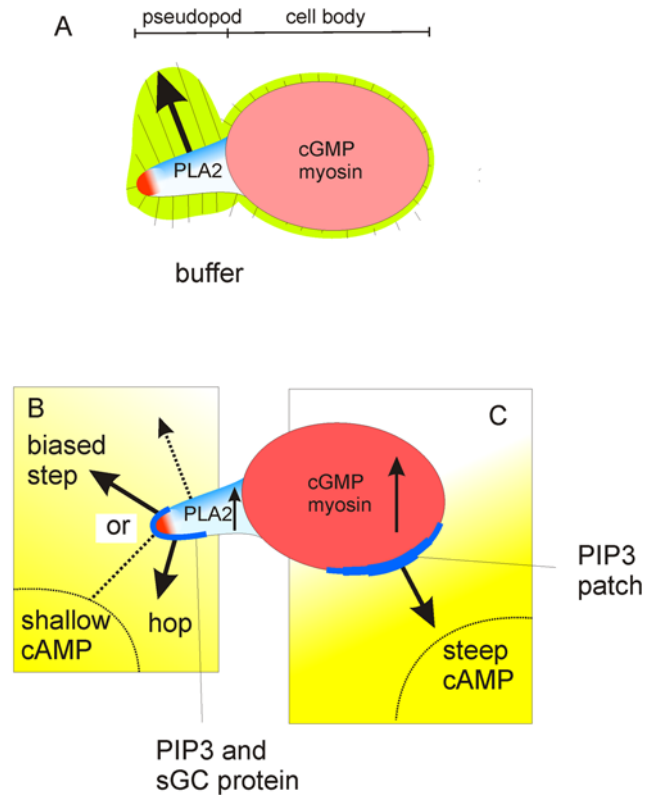 A
pseudopod
cell body
PLA2
cGMP
myosin
buffer
B
biased
step
or
shallow
cAMP
hop
PLA2
cGMP
myosin
C
PIP3
patch
steep
cAMP
PIP3 and
sGC protein